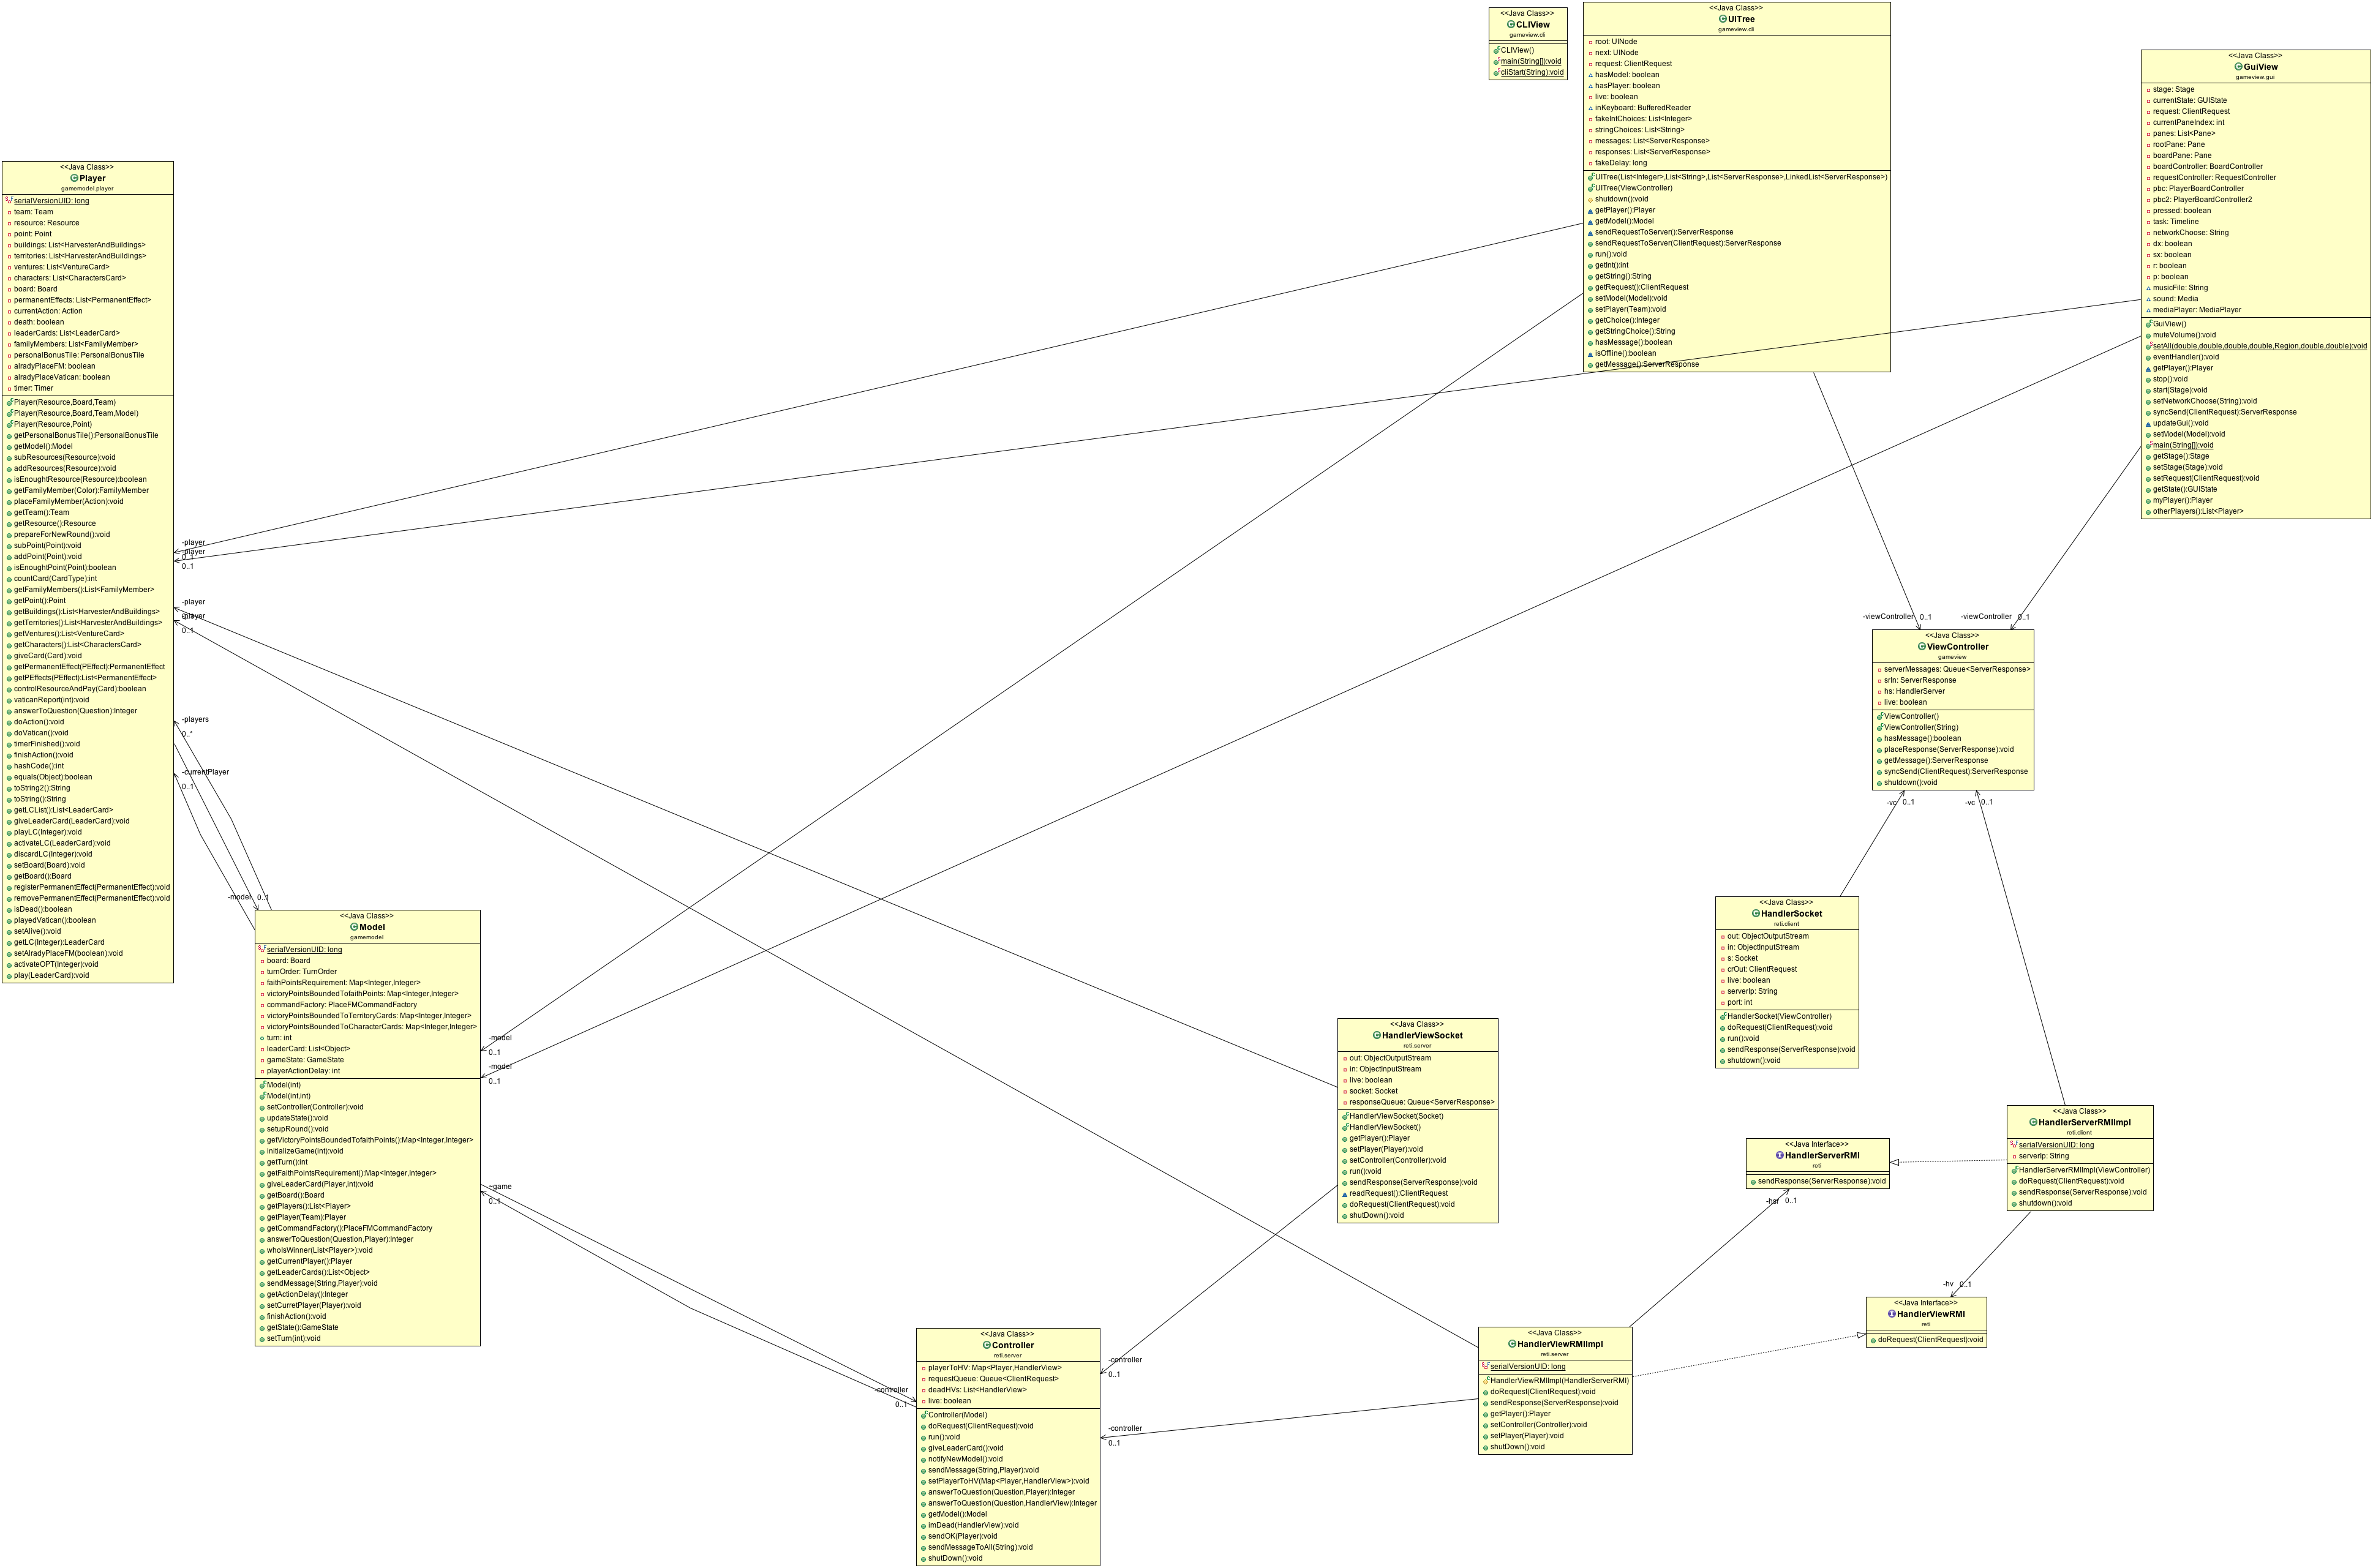 <<Java Class>>
CLIView
gameview.cli
CLIView()
main(String[]):void
cliStart(String):void
<<Java Class>>
UITree
gameview.cli
root: UINode
next: UINode
request: ClientRequest
hasModel: boolean
hasPlayer: boolean
live: boolean
inKeyboard: BufferedReader
fakeIntChoices: List<Integer>
stringChoices: List<String>
messages: List<ServerResponse>
responses: List<ServerResponse>
fakeDelay: long
UITree(List<Integer>,List<String>,List<ServerResponse>,LinkedList<ServerResponse>)
UITree(ViewController)
shutdown():void
getPlayer():Player
getModel():Model
sendRequestToServer():ServerResponse
sendRequestToServer(ClientRequest):ServerResponse
run():void
getInt():int
getString():String
getRequest():ClientRequest
setModel(Model):void
setPlayer(Team):void
getChoice():Integer
getStringChoice():String
hasMessage():boolean
isOffline():boolean
getMessage():ServerResponse
<<Java Class>>
GuiView
gameview.gui
stage: Stage
currentState: GUIState
request: ClientRequest
currentPaneIndex: int
panes: List<Pane>
rootPane: Pane
boardPane: Pane
boardController: BoardController
requestController: RequestController
pbc: PlayerBoardController
pbc2: PlayerBoardController2
pressed: boolean
task: Timeline
networkChoose: String
dx: boolean
sx: boolean
r: boolean
p: boolean
musicFile: String
sound: Media
mediaPlayer: MediaPlayer
GuiView()
muteVolume():void
setAll(double,double,double,double,Region,double,double):void
eventHandler():void
getPlayer():Player
stop():void
start(Stage):void
setNetworkChoose(String):void
syncSend(ClientRequest):ServerResponse
updateGui():void
setModel(Model):void
main(String[]):void
getStage():Stage
setStage(Stage):void
setRequest(ClientRequest):void
getState():GUIState
myPlayer():Player
otherPlayers():List<Player>
<<Java Class>>
Player
gamemodel.player
serialVersionUID: long
team: Team
resource: Resource
point: Point
buildings: List<HarvesterAndBuildings>
territories: List<HarvesterAndBuildings>
ventures: List<VentureCard>
characters: List<CharactersCard>
board: Board
permanentEffects: List<PermanentEffect>
currentAction: Action
death: boolean
leaderCards: List<LeaderCard>
familyMembers: List<FamilyMember>
personalBonusTile: PersonalBonusTile
alradyPlaceFM: boolean
alradyPlaceVatican: boolean
timer: Timer
Player(Resource,Board,Team)
Player(Resource,Board,Team,Model)
Player(Resource,Point)
getPersonalBonusTile():PersonalBonusTile
getModel():Model
subResources(Resource):void
addResources(Resource):void
isEnoughtResource(Resource):boolean
getFamilyMember(Color):FamilyMember
placeFamilyMember(Action):void
getTeam():Team
getResource():Resource
prepareForNewRound():void
subPoint(Point):void
addPoint(Point):void
isEnoughtPoint(Point):boolean
countCard(CardType):int
getFamilyMembers():List<FamilyMember>
getPoint():Point
getBuildings():List<HarvesterAndBuildings>
getTerritories():List<HarvesterAndBuildings>
getVentures():List<VentureCard>
getCharacters():List<CharactersCard>
giveCard(Card):void
getPermanentEffect(PEffect):PermanentEffect
getPEffects(PEffect):List<PermanentEffect>
controlResourceAndPay(Card):boolean
vaticanReport(int):void
answerToQuestion(Question):Integer
doAction():void
doVatican():void
timerFinished():void
finishAction():void
hashCode():int
equals(Object):boolean
toString2():String
toString():String
getLCList():List<LeaderCard>
giveLeaderCard(LeaderCard):void
playLC(Integer):void
activateLC(LeaderCard):void
discardLC(Integer):void
setBoard(Board):void
getBoard():Board
registerPermanentEffect(PermanentEffect):void
removePermanentEffect(PermanentEffect):void
isDead():boolean
playedVatican():boolean
setAlive():void
getLC(Integer):LeaderCard
setAlradyPlaceFM(boolean):void
activateOPT(Integer):void
play(LeaderCard):void
-player
-player
0..1
-player
-player
0..1
-players
0..*
-currentPlayer
0..1
-model
0..1
-viewController
0..1
-viewController
0..1
<<Java Class>>
ViewController
gameview
serverMessages: Queue<ServerResponse>
srIn: ServerResponse
hs: HandlerServer
live: boolean
ViewController()
ViewController(String)
hasMessage():boolean
placeResponse(ServerResponse):void
getMessage():ServerResponse
syncSend(ClientRequest):ServerResponse
shutdown():void
-vc
0..1
-vc
0..1
<<Java Class>>
HandlerSocket
reti.client
out: ObjectOutputStream
in: ObjectInputStream
s: Socket
crOut: ClientRequest
live: boolean
serverIp: String
port: int
HandlerSocket(ViewController)
doRequest(ClientRequest):void
run():void
sendResponse(ServerResponse):void
shutdown():void
<<Java Class>>
Model
gamemodel
serialVersionUID: long
board: Board
turnOrder: TurnOrder
faithPointsRequirement: Map<Integer,Integer>
victoryPointsBoundedTofaithPoints: Map<Integer,Integer>
commandFactory: PlaceFMCommandFactory
victoryPointsBoundedToTerritoryCards: Map<Integer,Integer>
victoryPointsBoundedToCharacterCards: Map<Integer,Integer>
turn: int
leaderCard: List<Object>
gameState: GameState
playerActionDelay: int
Model(int)
Model(int,int)
setController(Controller):void
updateState():void
setupRound():void
getVictoryPointsBoundedTofaithPoints():Map<Integer,Integer>
initializeGame(int):void
getTurn():int
getFaithPointsRequirement():Map<Integer,Integer>
giveLeaderCard(Player,int):void
getBoard():Board
getPlayers():List<Player>
getPlayer(Team):Player
getCommandFactory():PlaceFMCommandFactory
answerToQuestion(Question,Player):Integer
whoIsWinner(List<Player>):void
getCurrentPlayer():Player
getLeaderCards():List<Object>
sendMessage(String,Player):void
getActionDelay():Integer
setCurretPlayer(Player):void
finishAction():void
getState():GameState
setTurn(int):void
-model
0..1
-model
0..1
~game
0..1
<<Java Class>>
HandlerViewSocket
reti.server
out: ObjectOutputStream
in: ObjectInputStream
live: boolean
socket: Socket
responseQueue: Queue<ServerResponse>
HandlerViewSocket(Socket)
HandlerViewSocket()
getPlayer():Player
setPlayer(Player):void
setController(Controller):void
run():void
sendResponse(ServerResponse):void
readRequest():ClientRequest
doRequest(ClientRequest):void
shutDown():void
<<Java Class>>
HandlerServerRMIImpl
reti.client
serialVersionUID: long
serverIp: String
HandlerServerRMIImpl(ViewController)
doRequest(ClientRequest):void
sendResponse(ServerResponse):void
shutdown():void
<<Java Interface>>
HandlerServerRMI
reti
sendResponse(ServerResponse):void
-hsr
0..1
-hv
0..1
<<Java Interface>>
HandlerViewRMI
reti
doRequest(ClientRequest):void
<<Java Class>>
Controller
reti.server
playerToHV: Map<Player,HandlerView>
requestQueue: Queue<ClientRequest>
deadHVs: List<HandlerView>
live: boolean
Controller(Model)
doRequest(ClientRequest):void
run():void
giveLeaderCard():void
notifyNewModel():void
sendMessage(String,Player):void
setPlayerToHV(Map<Player,HandlerView>):void
answerToQuestion(Question,Player):Integer
answerToQuestion(Question,HandlerView):Integer
getModel():Model
imDead(HandlerView):void
sendOK(Player):void
sendMessageToAll(String):void
shutDown():void
-controller
0..1
-controller
0..1
-controller
0..1
<<Java Class>>
HandlerViewRMIImpl
reti.server
serialVersionUID: long
HandlerViewRMIImpl(HandlerServerRMI)
doRequest(ClientRequest):void
sendResponse(ServerResponse):void
getPlayer():Player
setController(Controller):void
setPlayer(Player):void
shutDown():void